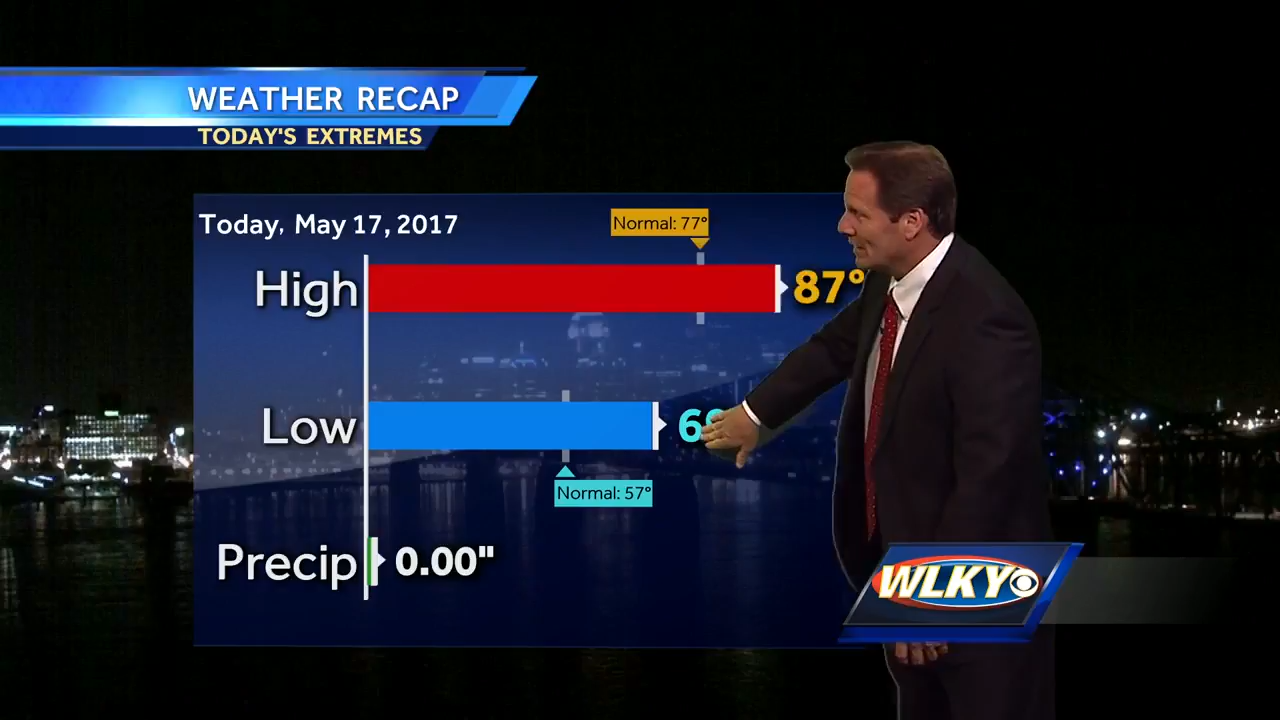 WEATHER RECAP
TODAY'S EXTREMES
Today, May 17, 2017
Normal: 77°
High
87°
Low
Normal: 57°
Precip
0.00"
WLKY